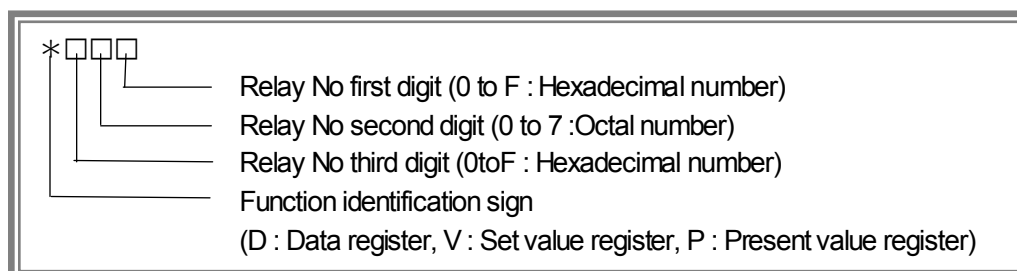 *□□□
Relay No first digit (0 to F : Hexadecimal number)
Relay No second digit (0 to 7 :Octal number)
Relay No third digit (0toF : Hexadecimal number)
Function identification sign
(D : Data register, V : Set value register, P : Present value register)